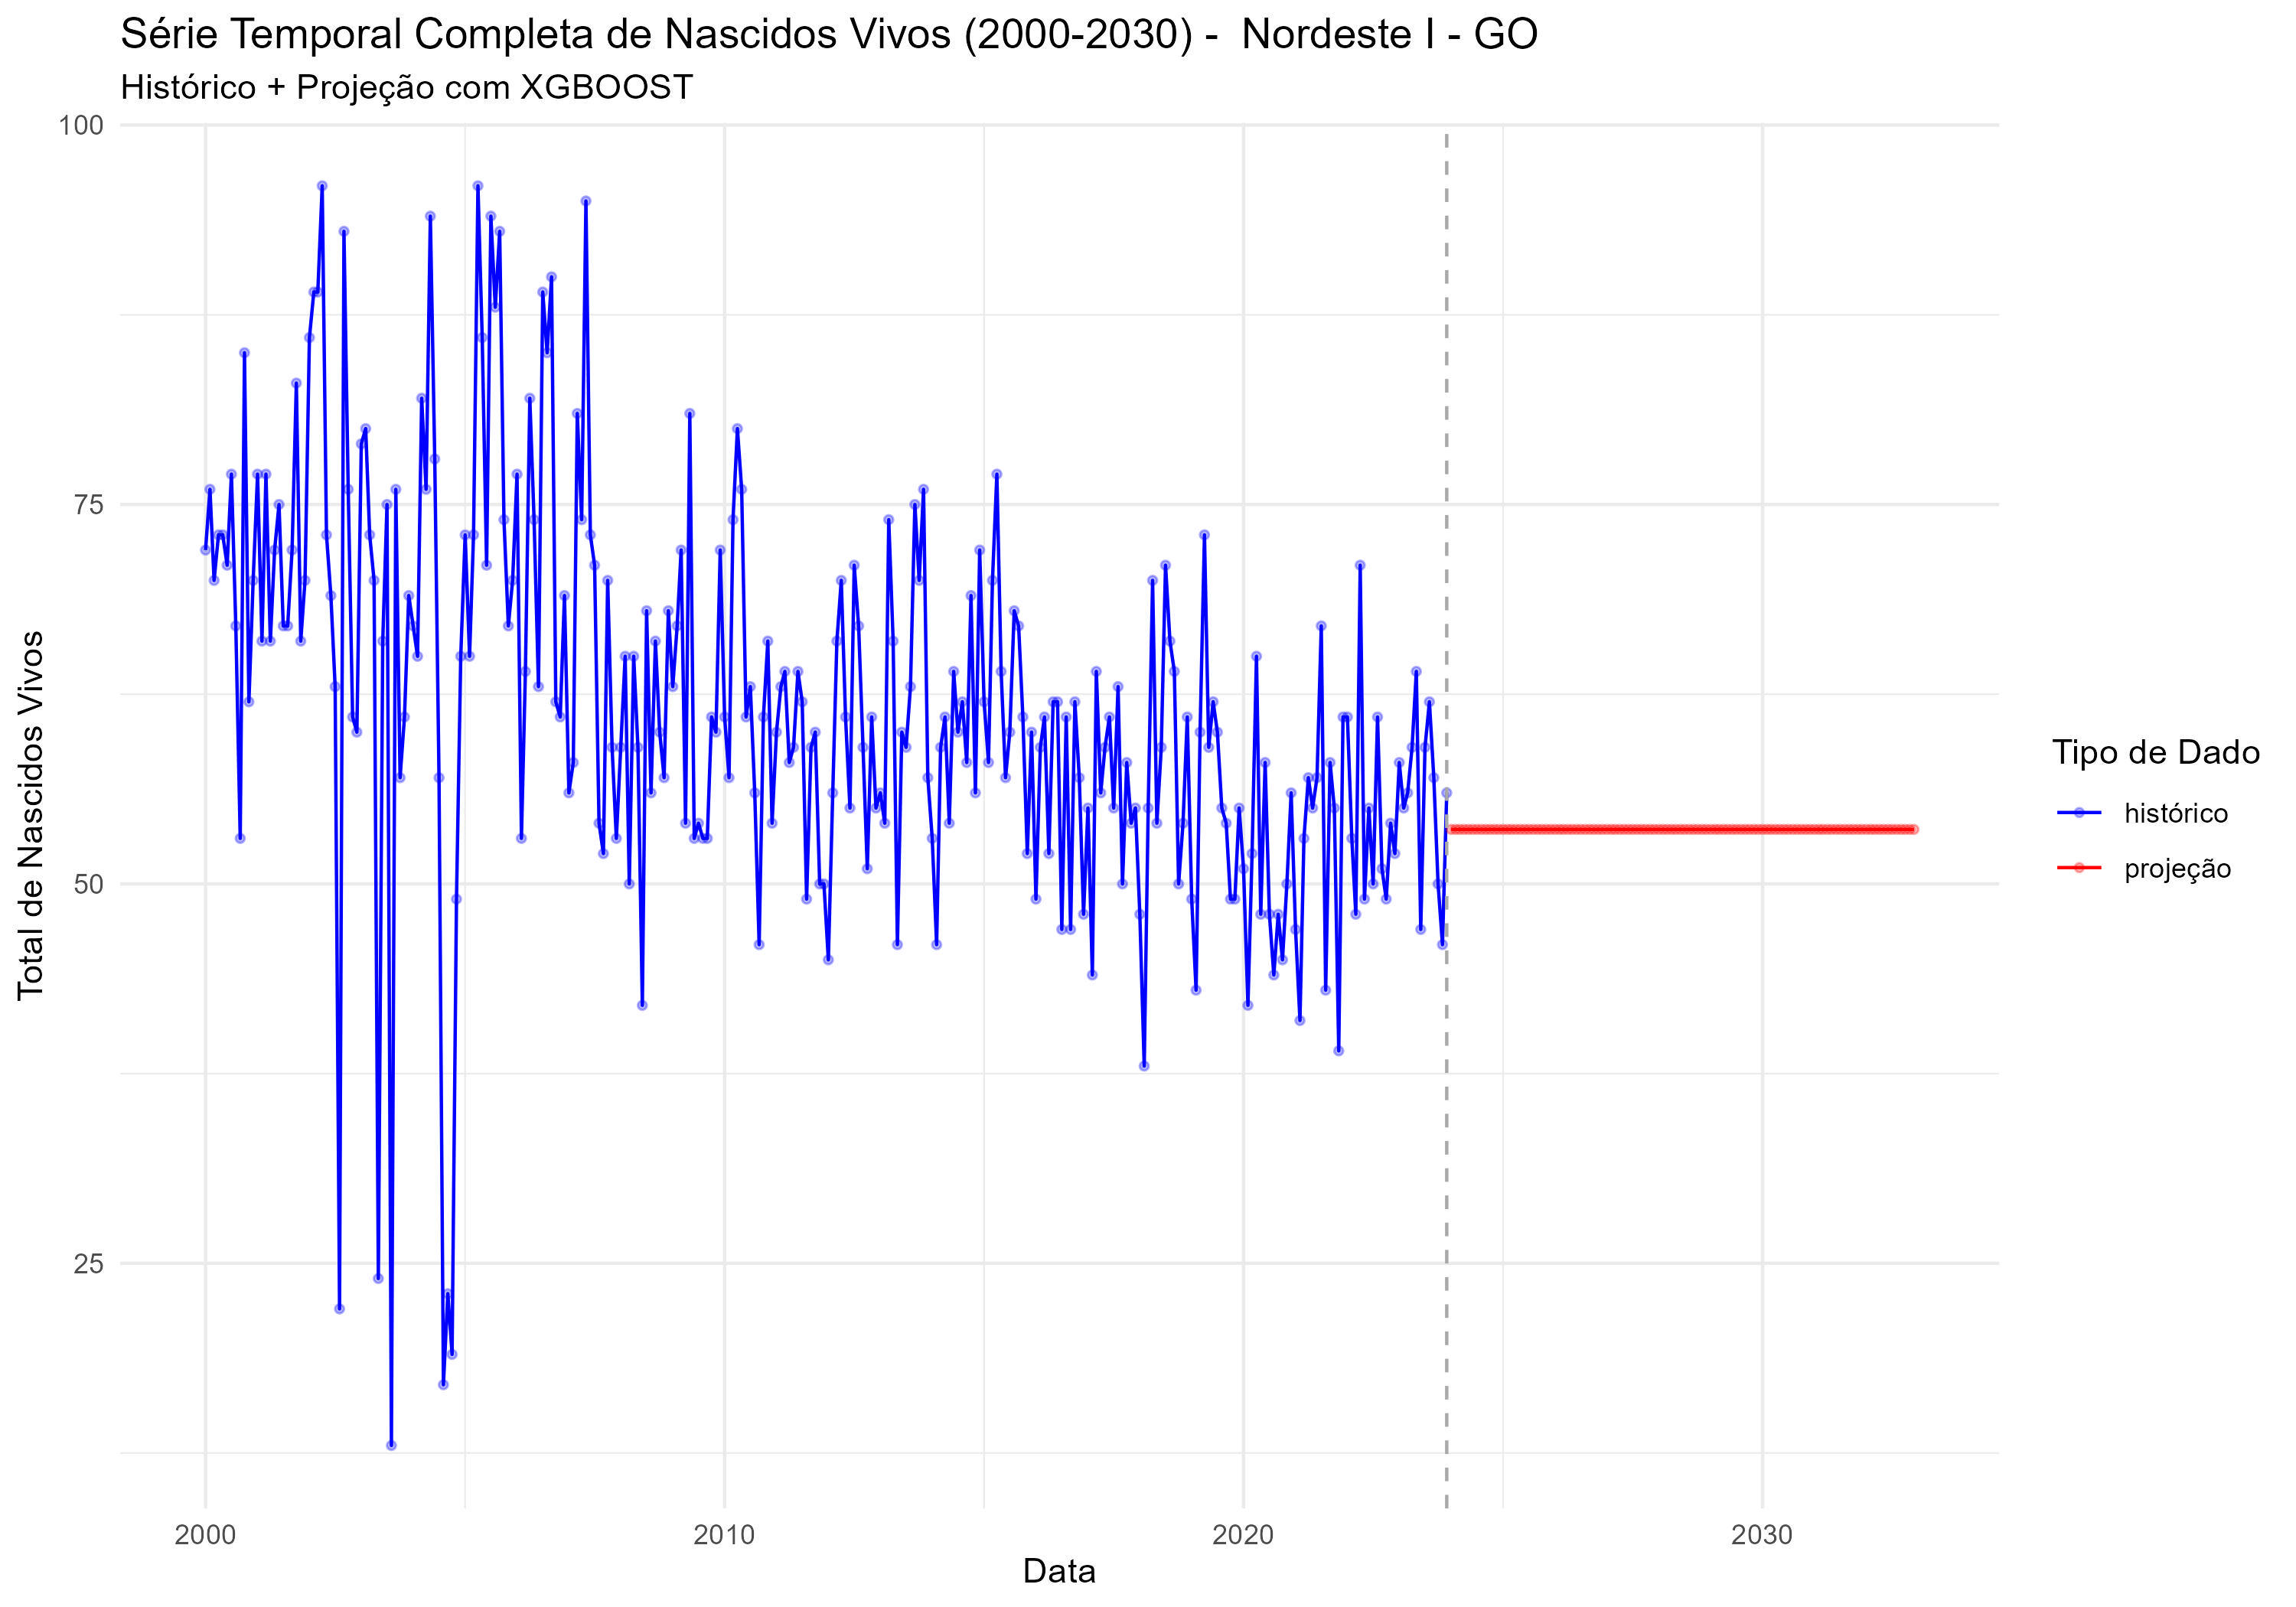 Série Temporal Completa de Nascidos Vivos (2000-2030) -  Nordeste I - GO
Histórico + Projeção com XGBOOST
100
75
50
25
Total de Nascidos Vivos
2000
2010
2020
2030
Data
Tipo de Dado
histórico
projeção